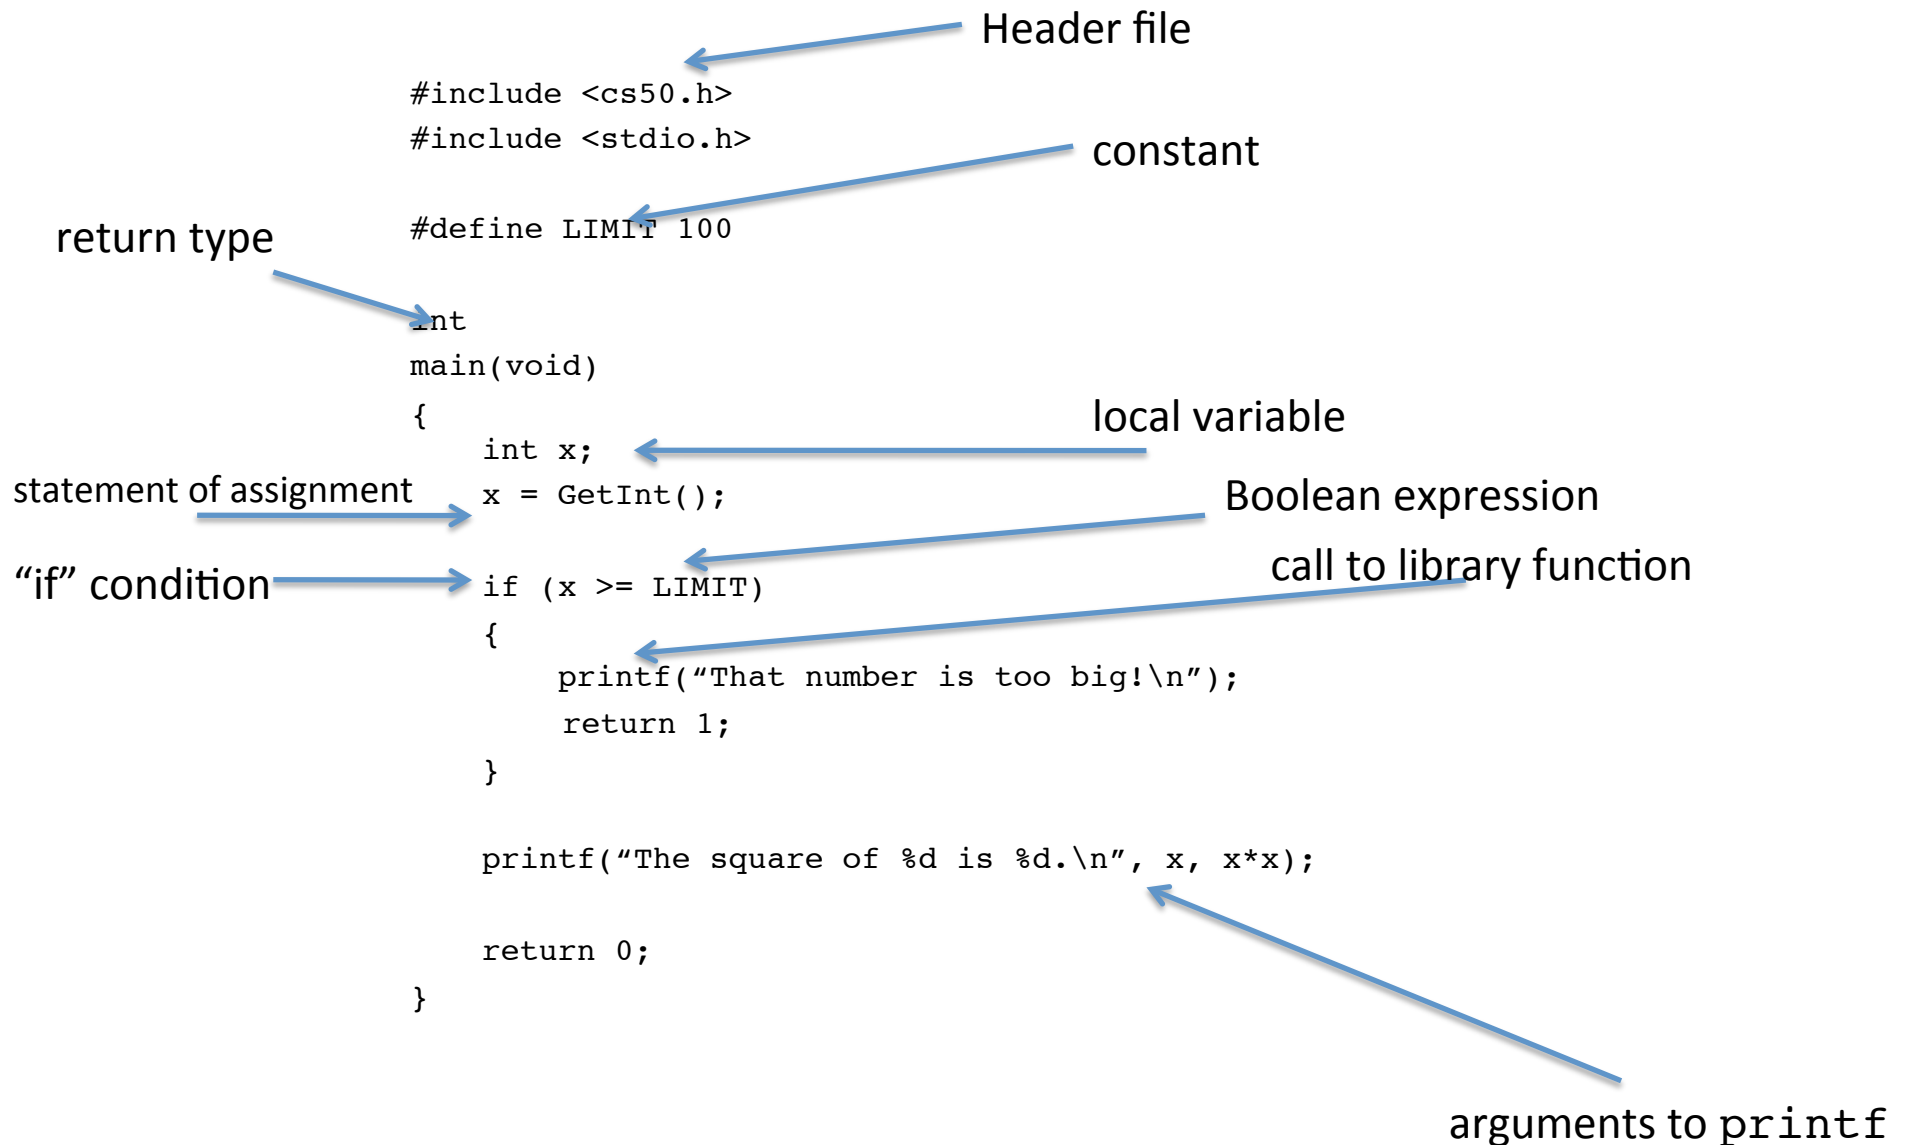 Header file
#include <cs50.h>
#include <stdio.h>
constant
#define LIMIT 100
return type
int
main(void)
{
local variable
int x;
statement of assignment
x = GetInt();
Boolean expression
“if” condition
if (x >= LIMIT)
call to library function
{
printf(“That number is too big!\n”);
return 1;
}
printf(“The square of %d is %d.\n”, x, x*x);
return 0;
}
arguments to printf